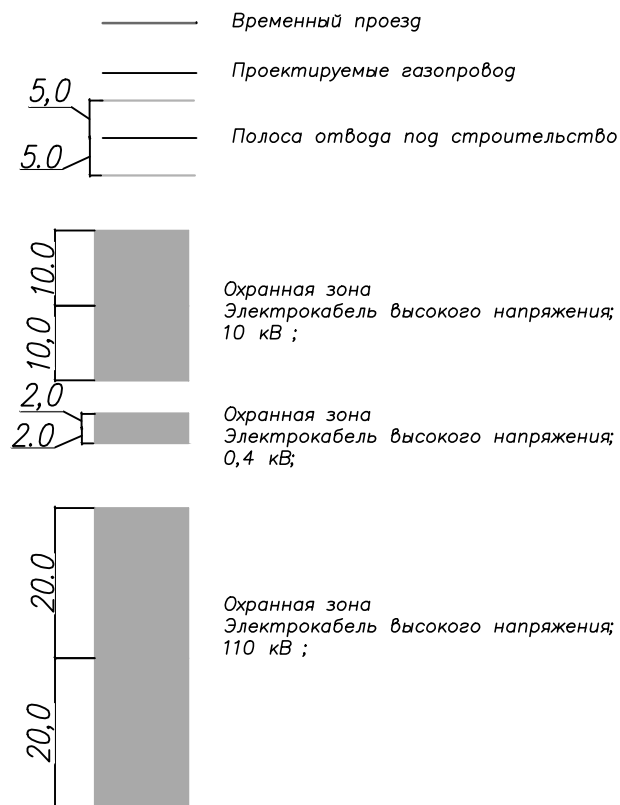 Временный проезд
Проектируемые газопровод
5,0
5.0
Полоса отвода под строительство
10.0
10,0
Охранная зона
Электрокабель высокого напряжения;
10 кВ ;
2,0
2.0
Охранная зона
Электрокабель высокого напряжения;
0,4 кВ;
20.0
20,0
Охранная зона
Электрокабель высокого напряжения;
110 кВ ;